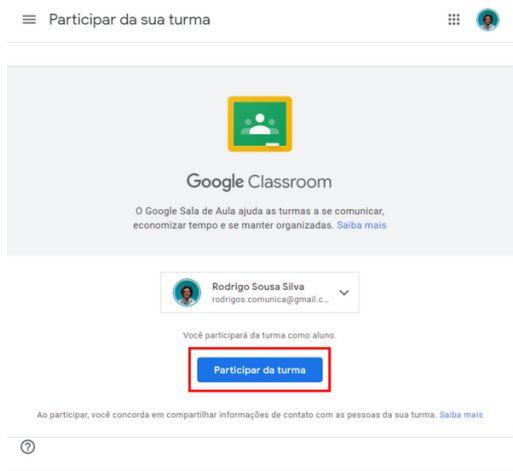 Participar da sua turma
Google Classroom
O Google Sala de Aula ajuda as turmas a se comunicar,
economizar tempo e se manter organizadas. Saiba mais
Rodrigo Sousa Silva
rodrigos.comunica@gmail.c...
Você participará da turma como aluno.
Participar da turma
Ao participar, você concorda em compartilhar informações de contato com as pessoas da sua turma. Saiba mais